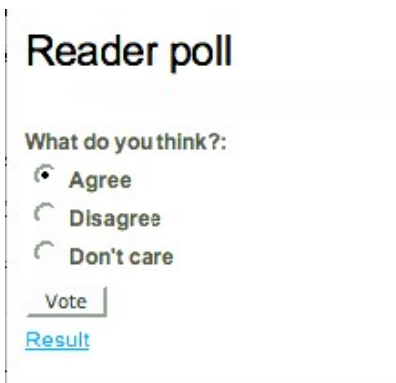 Reader poll
What do you think?:
Agree
Disagree
Don't care
Vote
Result